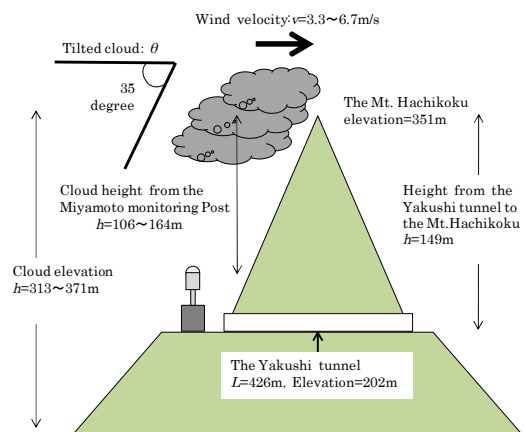 Wind velocity:v=3.3〜6.7m/s
Tilted cloud: θ
35
degree
The Mt. Hachikoku
elevation=351m
Cloud height from the
Miyamoto monitoring Post
h=106〜164m
Height from the
Yakushi tunnel to
the Mt.Hachikoku
h=149m
Cloud elevation
h=313〜371m
The Yakushi tunnel
L=426m, Elevation=202m